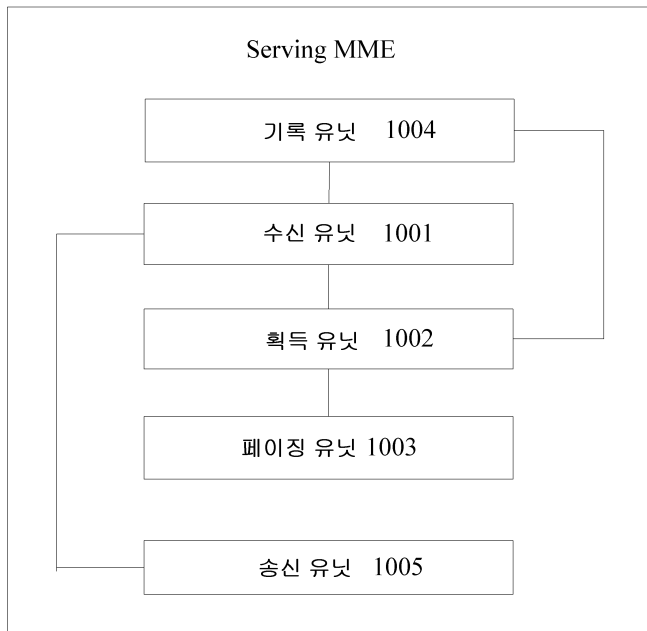 Serving MME
기록 유닛 1004
수신 유닛 1001
획득 유닛 1002
페이징 유닛 1003
송신 유닛 1005